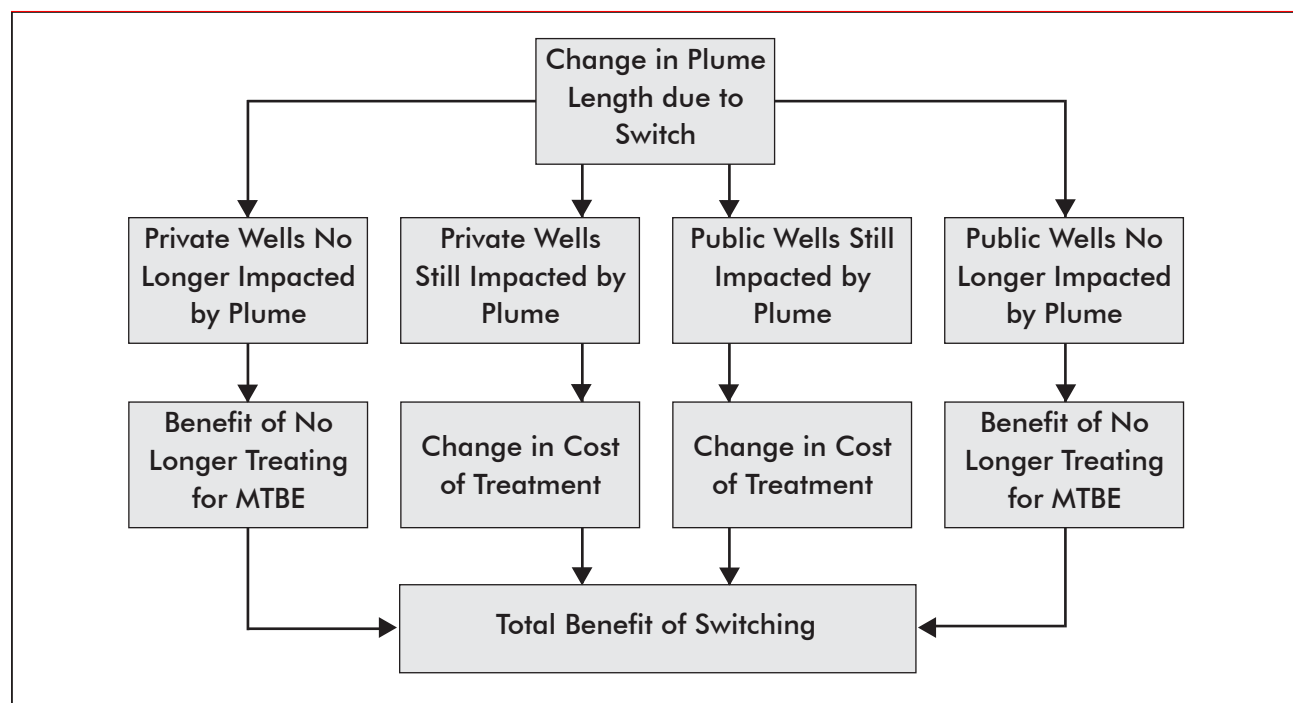 Change in Plume
Length due to
Switch
Private Wells No
Longer Impacted
by Plume
Private Wells
Still Impacted by
Plume
Public Wells Still
Impacted by
Plume
Public Wells No
Longer Impacted
by Plume
Benefit of No
Longer Treating
for MTBE
Change in Cost
of Treatment
Change in Cost
of Treatment
Benefit of No
Longer Treating
for MTBE
Total Benefit of Switching